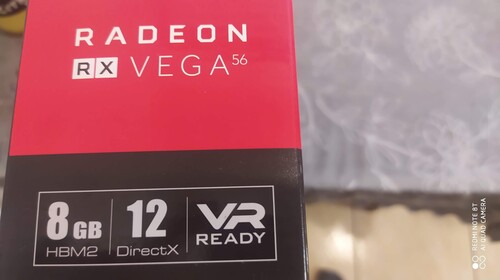 RADEON
RX VEGA 56
8 GB HBM2
12 DirectX
VR READY
REDMI NOTE 8T
AI QUAD CAMERA